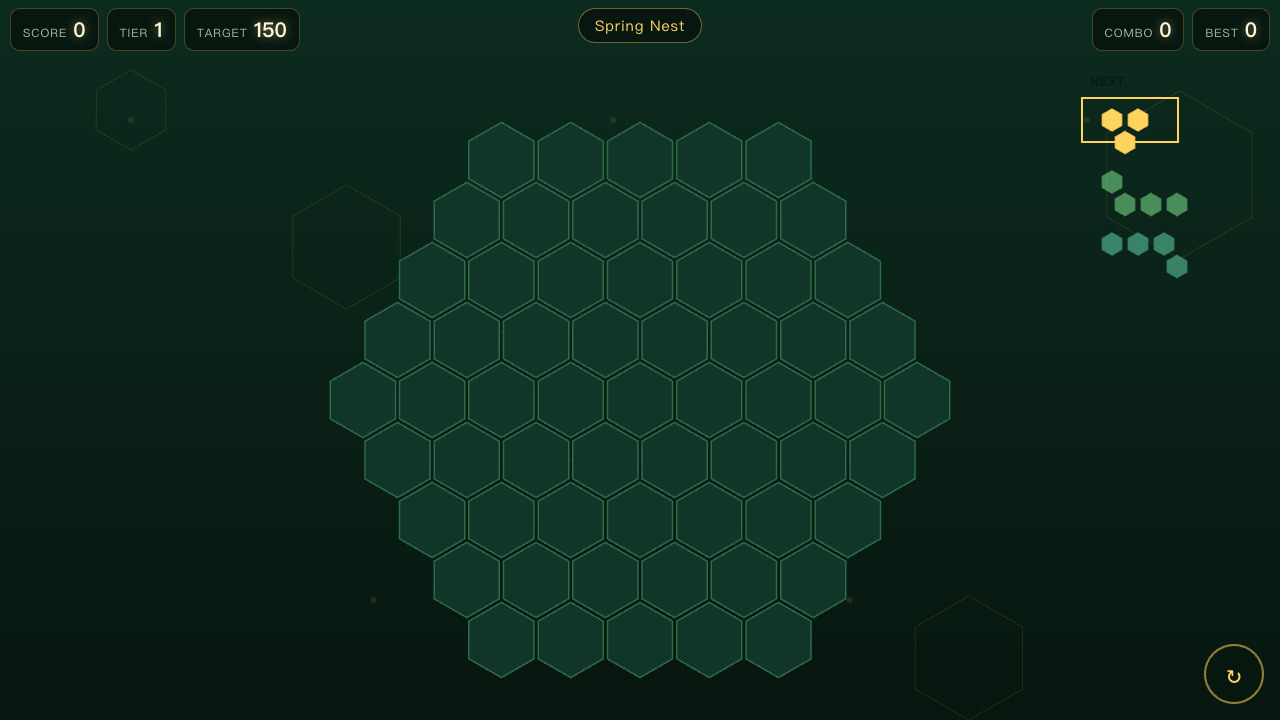 SCORE 0
TIER 1
TARGET 150
Spring Nest
COMBO 0
BEST 0
NEXT
↻